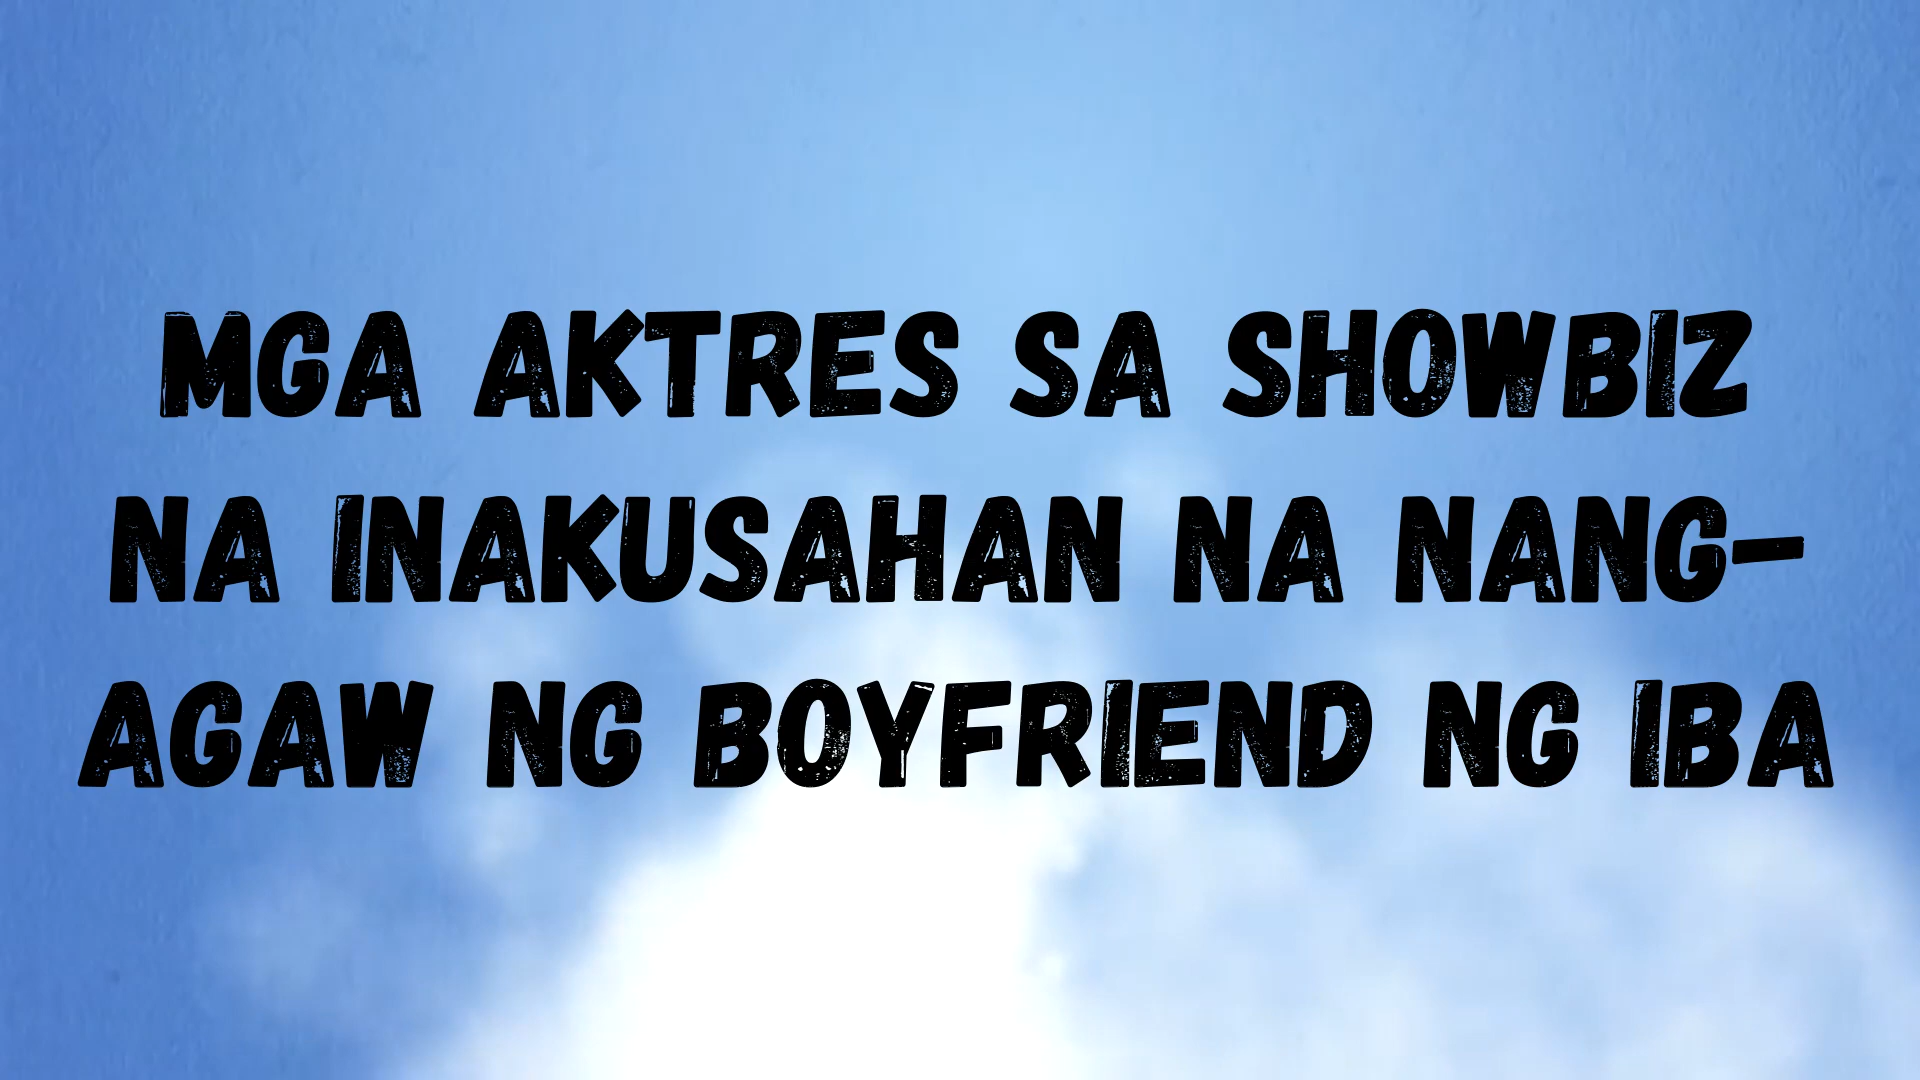 MGA AKTRES SA SHOWBIZ
NA INAKUSAHAN NA NANG-
AGAW NG BOYFRIEND NG IBA